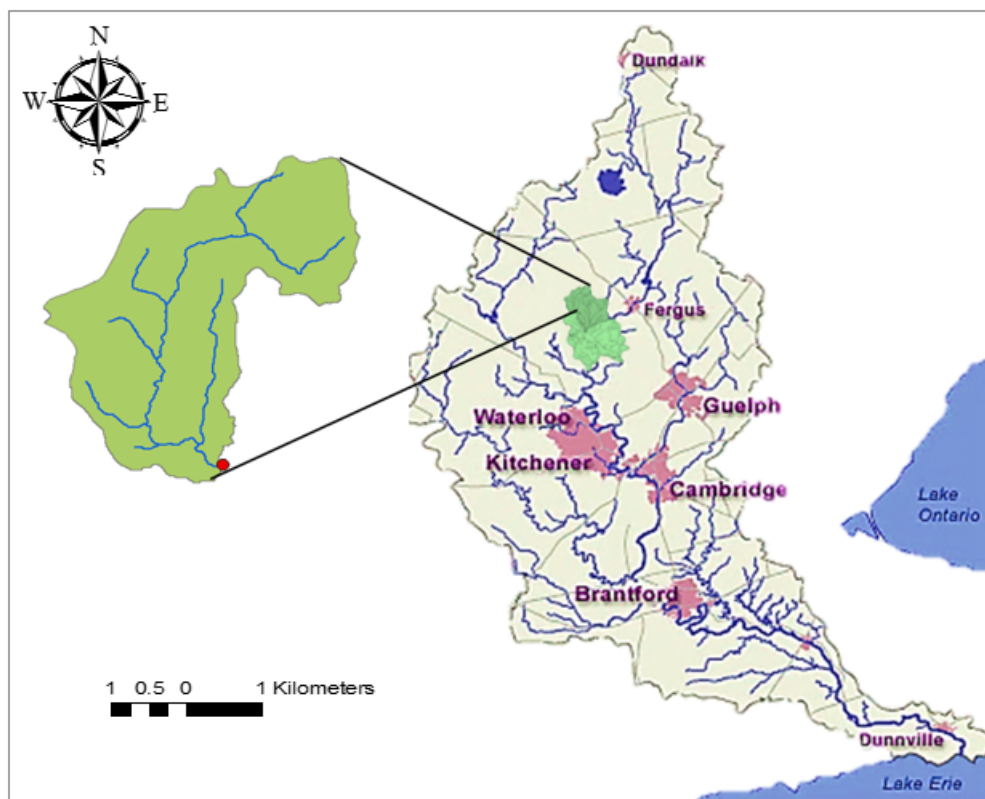 N
W
E
S
Dundalk
Fergus
Guelph
Waterloo
Kitchener
Cambridge
Lake
Ontario
Brantford
1 0.5 0 1 Kilometers
Dunnville
Lake Erie